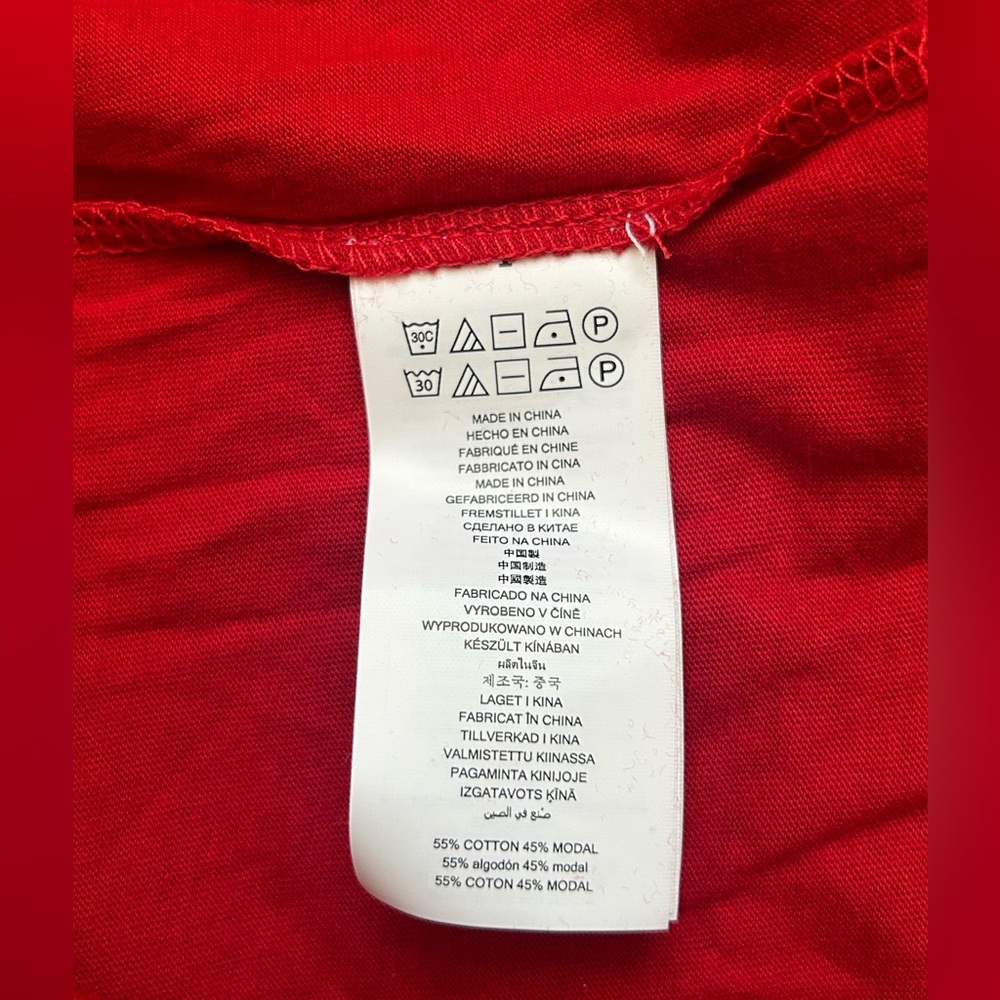 30C P
30 P
MADE IN CHINA
HECHO EN CHINA
FABRIQUÉ EN CHINE
FABBRICATO IN CINA
MADE IN CHINA
GEFABRICEERD IN CHINA
FREMSTILLET I KINA
СДЕЛАНО В КИТАЕ
FEITO NA CHINA
中国製
中国制造
中國製造
FABRICADO NA CHINA
VYROBENO V ČÍNĚ
WYPRODUKOWANO W CHINACH
KÉSZÜLT KÍNÁBAN
ผลิตในจีน
제조국: 중국
LAGET I KINA
FABRICAT ÎN CHINA
TILLVERKAD I KINA
VALMISTETTU KIINASSA
PAGAMINTA KINIJOJE
IZGATAVOTS ĶĪNĀ
صنع في الصين
55% COTTON 45% MODAL
55% algodón 45% modal
55% COTON 45% MODAL